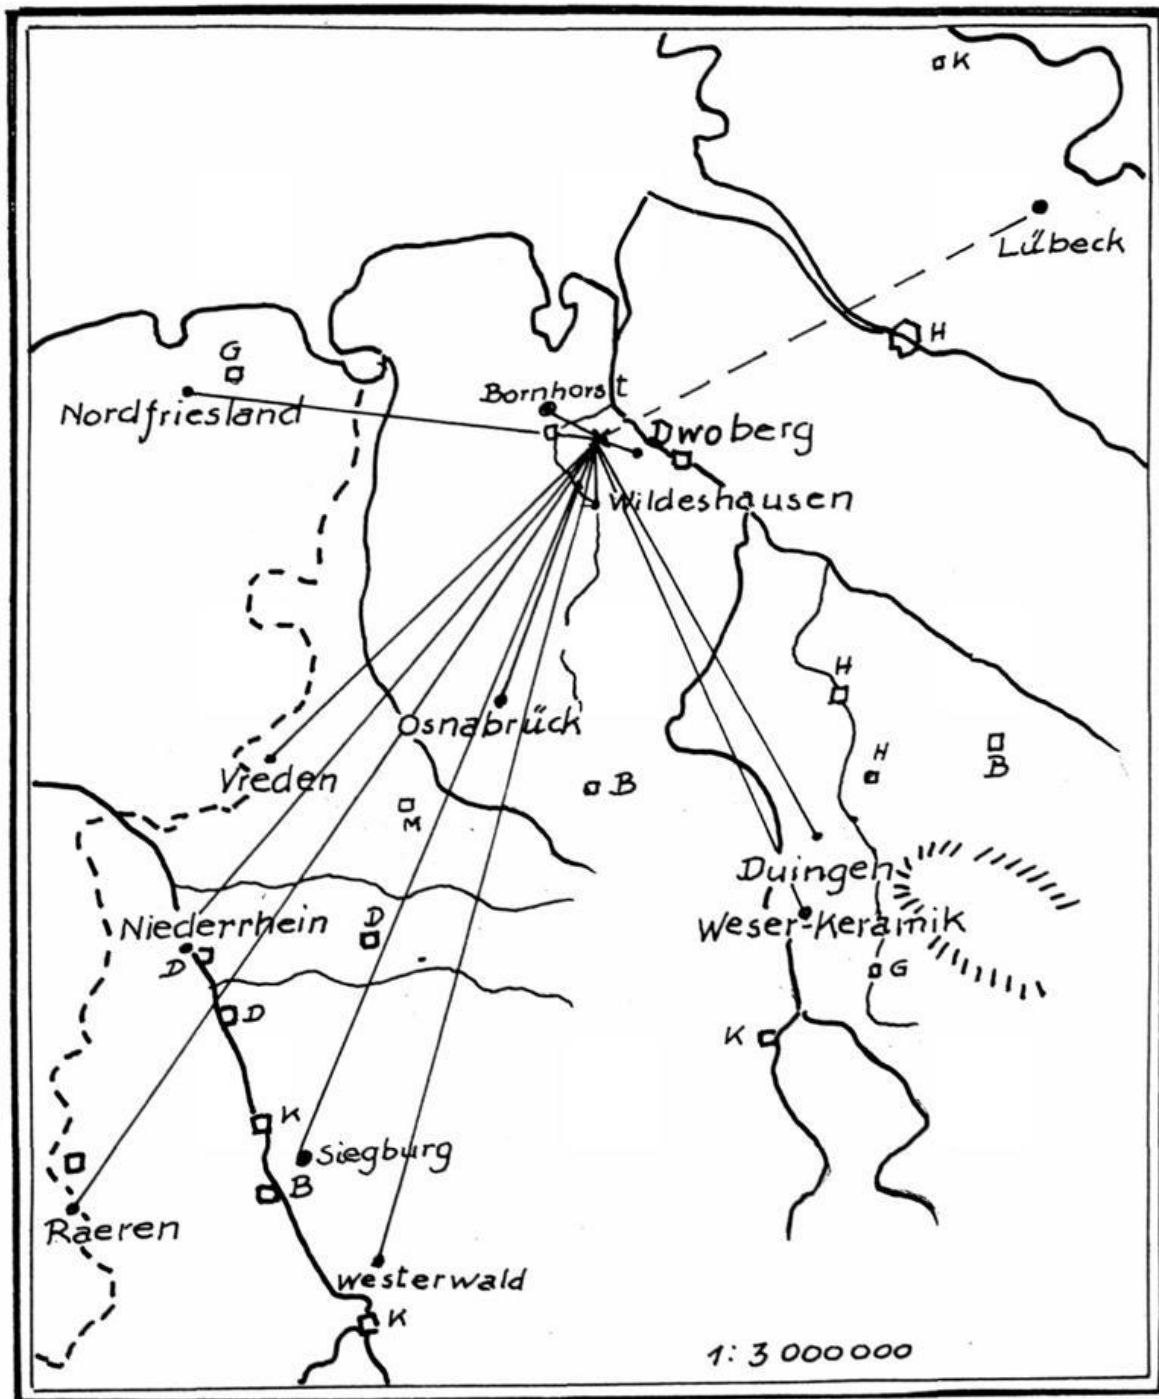 K
Lübeck
H
G
Nordfriesland
Bornhorst
Dwoberg
Wildeshausen
H
Osnabrück
H
B
Vreden
B
M
Duingen
Niederrhein
D
Weser-Keramik
D
G
D
K
K
Siegburg
B
Raeren
Westerwald
K
1: 3 000 000